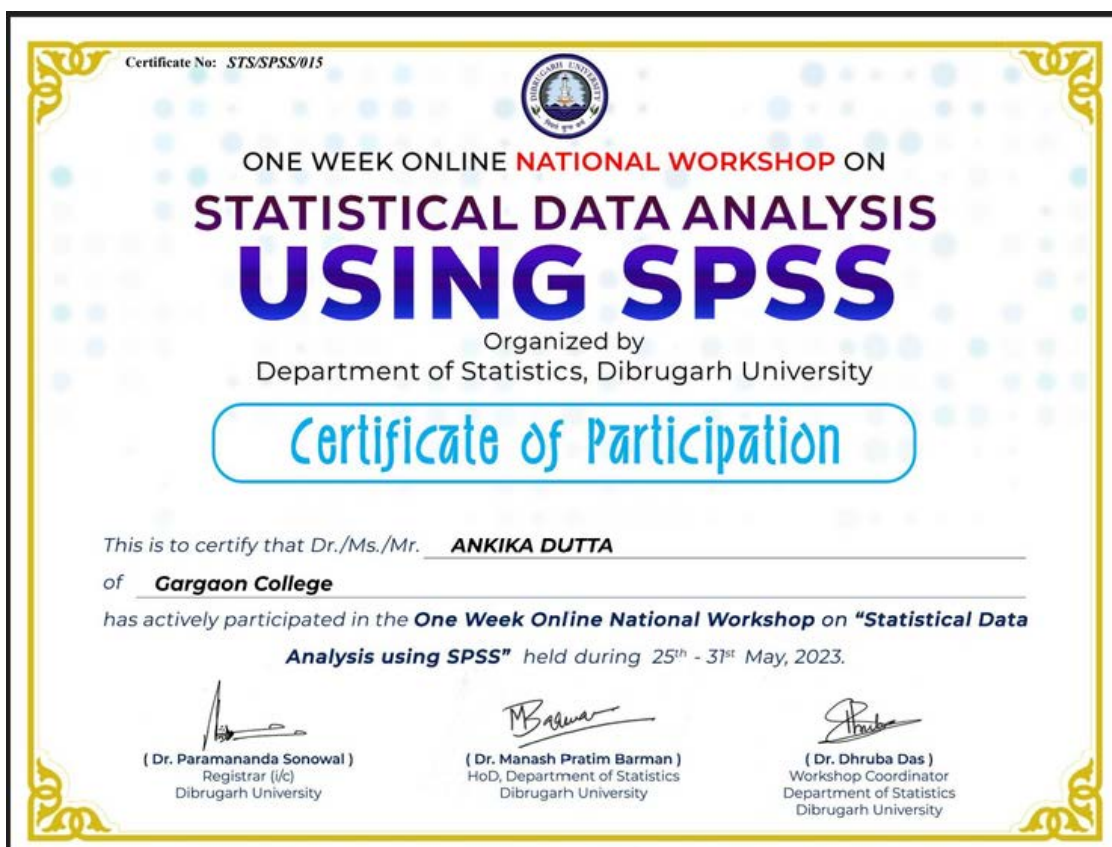 Certificate No: STS/SPSS/015
DIBRUGARH UNIVERSITY
ONE WEEK ONLINE NATIONAL WORKSHOP ON
STATISTICAL DATA ANALYSIS
USING SPSS
Organized by
Department of Statistics, Dibrugarh University
Certificate of Participation
This is to certify that Dr./Ms./Mr. ANKIKA DUTTA
of Gargaon College
has actively participated in the One Week Online National Workshop on "Statistical Data
Analysis using SPSS" held during 25th - 31st May, 2023.
( Dr. Paramananda Sonowal )
Registrar (i/c)
Dibrugarh University
( Dr. Manash Pratim Barman )
HoD, Department of Statistics
Dibrugarh University
( Dr. Dhruba Das )
Workshop Coordinator
Department of Statistics
Dibrugarh University